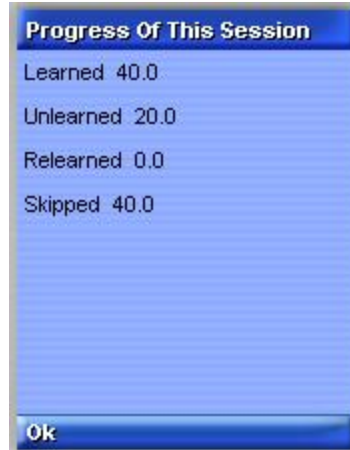 Progress Of This Session
Learned 40.0
Unlearned 20.0
Relearned 0.0
Skipped 40.0
Ok